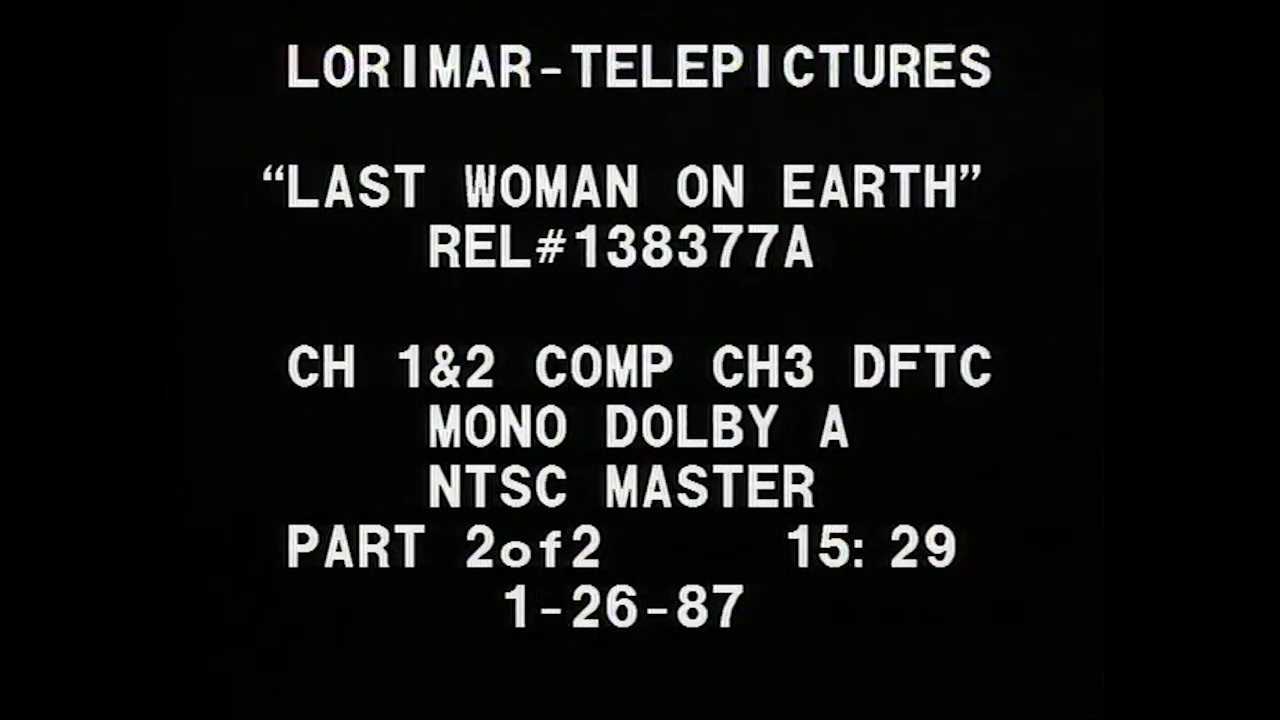 LORIMAR-TELEPICTURES
“LAST WOMAN ON EARTH”
REL#138377A
CH 1&2 COMP CH3 DFTC
MONO DOLBY A
NTSC MASTER
PART 2of2 15: 29
1-26-87